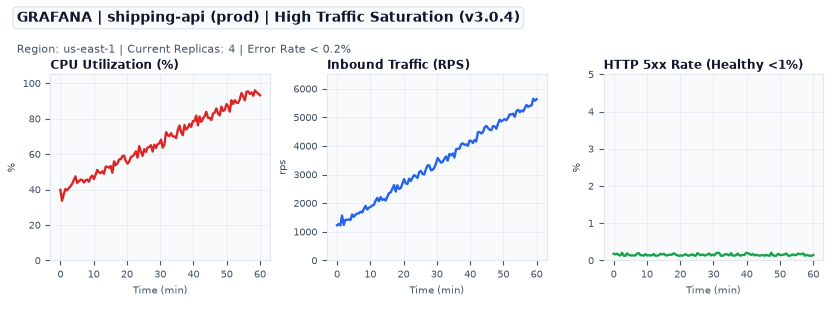 GRAFANA | shipping-api (prod) | High Traffic Saturation (v3.0.4)
Region: us-east-1 | Current Replicas: 4 | Error Rate < 0.2%
CPU Utilization (%)
100
80
60
40
20
0
%
0 10 20 30 40 50 60
Time (min)
Inbound Traffic (RPS)
6000
5000
4000
3000
2000
1000
0
rps
0 10 20 30 40 50 60
Time (min)
HTTP 5xx Rate (Healthy <1%)
5
4
3
2
1
0
%
0 10 20 30 40 50 60
Time (min)